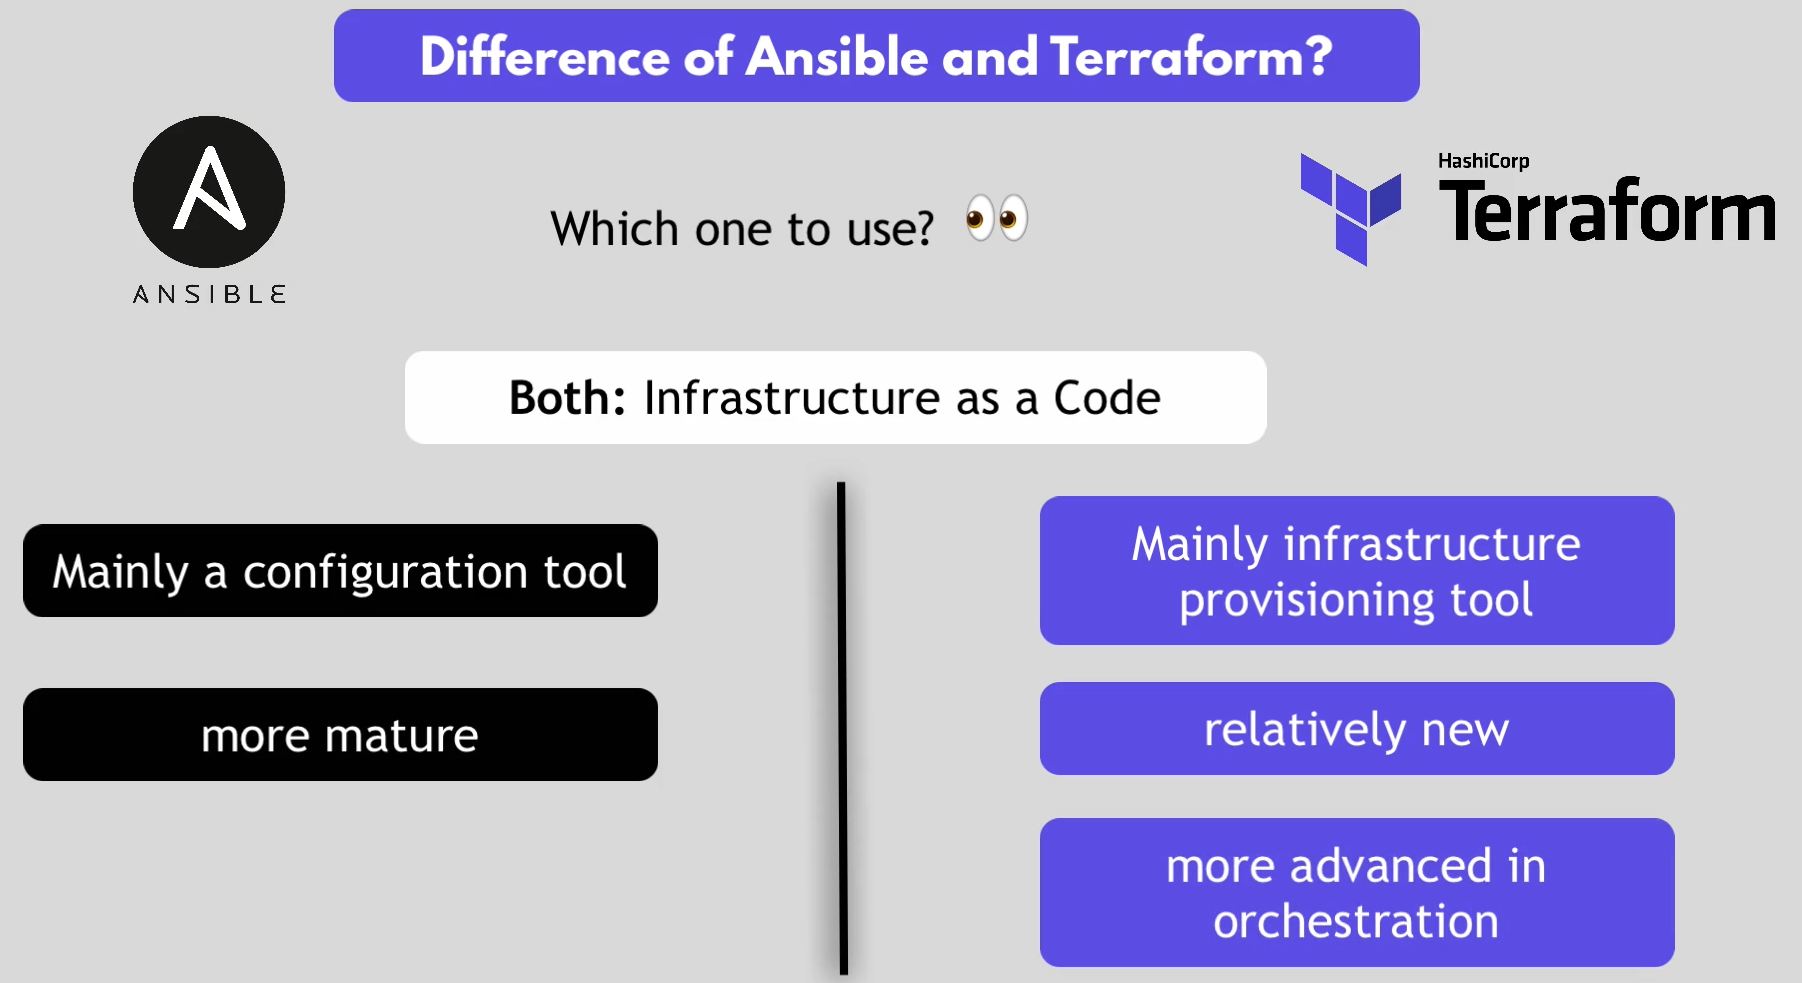 Difference of Ansible and Terraform?
ANSIBLE
Which one to use?
HashiCorp
Terraform
Both: Infrastructure as a Code
Mainly a configuration tool
more mature
Mainly infrastructure
provisioning tool
relatively new
more advanced in
orchestration